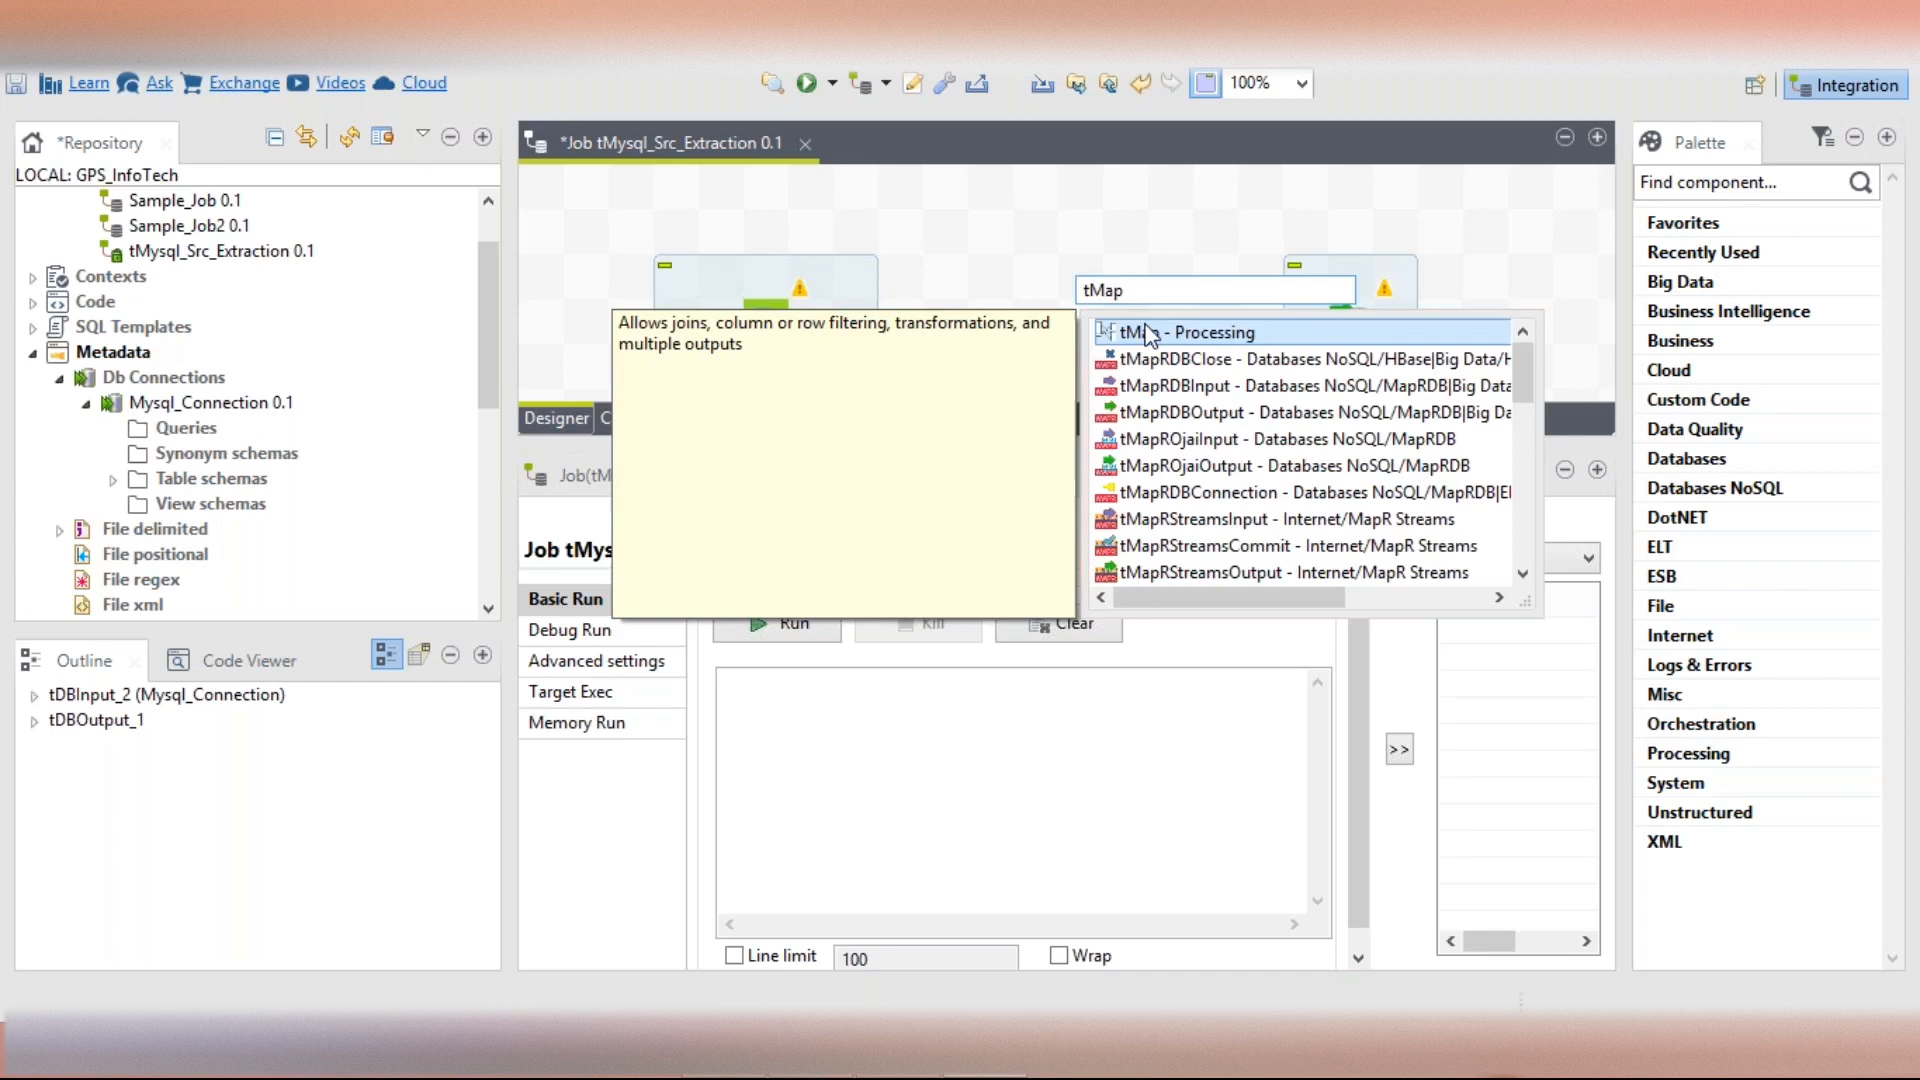 Learn Ask Exchange Videos Cloud
100%
Integration
*Repository
LOCAL: GPS_InfoTech
Sample_Job 0.1
Sample_Job2 0.1
tMysql_Src_Extraction 0.1
Contexts
Code
SQL Templates
Metadata
Db Connections
Mysql_Connection 0.1
Queries
Synonym schemas
Table schemas
View schemas
File delimited
File positional
File regex
File xml
Outline
Code Viewer
tDBInput_2 (Mysql_Connection)
tDBOutput_1
*Job tMysql_Src_Extraction 0.1
tMap
Allows joins, column or row filtering, transformations, and
multiple outputs
tMap - Processing
tMapRDBClose - Databases NoSQL/HBase|Big Data/H
tMapRDBInput - Databases NoSQL/MapRDB|Big Data
tMapRDBOutput - Databases NoSQL/MapRDB|Big Da
tMapROjaiInput - Databases NoSQL/MapRDB
tMapROjaiOutput - Databases NoSQL/MapRDB
tMapRDBConnection - Databases NoSQL/MapRDB|El
tMapRStreamsInput - Internet/MapR Streams
tMapRStreamsCommit - Internet/MapR Streams
tMapRStreamsOutput - Internet/MapR Streams
Designer C
Job(tM
Job tMys
Basic Run
Debug Run
Advanced settings
Target Exec
Memory Run
Run
Kill
Clear
>>
Line limit
100
Wrap
Palette
Find component...
Favorites
Recently Used
Big Data
Business Intelligence
Business
Cloud
Custom Code
Data Quality
Databases
Databases NoSQL
DotNET
ELT
ESB
File
Internet
Logs & Errors
Misc
Orchestration
Processing
System
Unstructured
XML